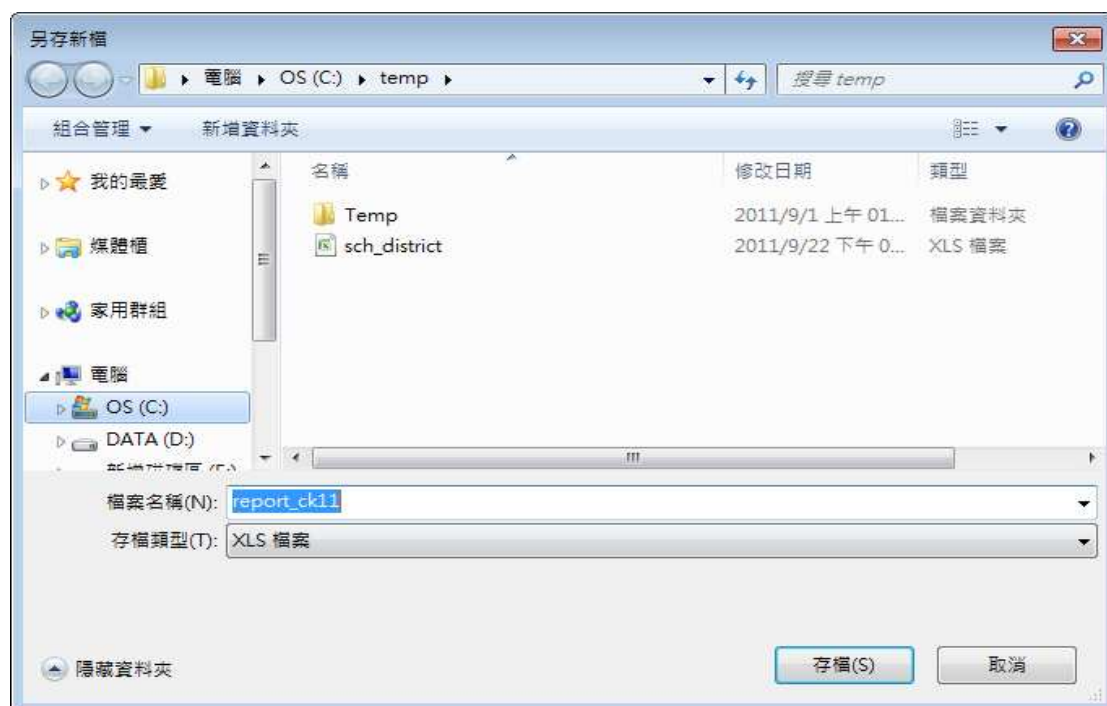 另存新檔
電腦 OS (C:) temp 搜尋 temp
組合管理 新增資料夾
名稱 修改日期 類型
我的最愛
Temp 2011/9/1 上午 01... 檔案資料夾
媒體櫃 sch_district 2011/9/22 下午 0... XLS 檔案
家用群組
電腦
OS (C:)
DATA (D:)
檔案名稱(N): report_ck11
存檔類型(T): XLS 檔案
隱藏資料夾 存檔(S) 取消